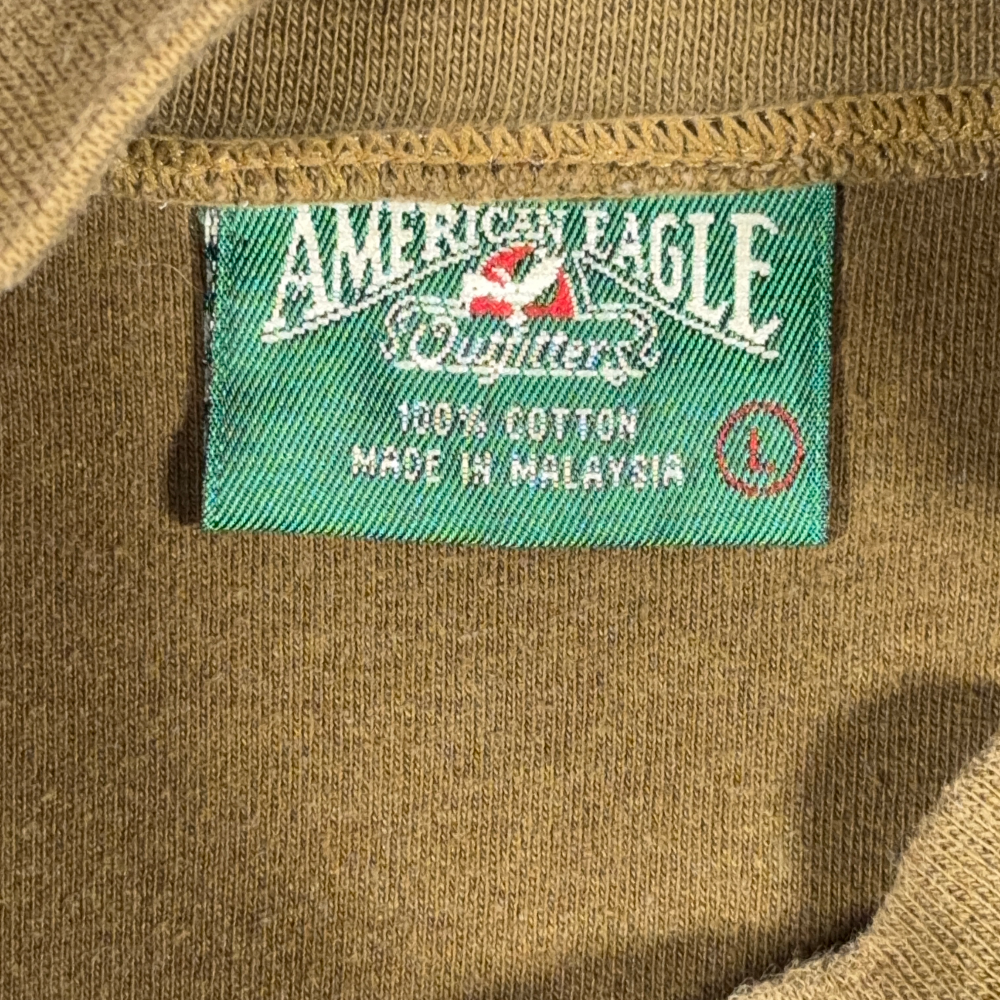 AMERICAN EAGLE
Outfitters
100% COTTON
MADE IN MALAYSIA
L